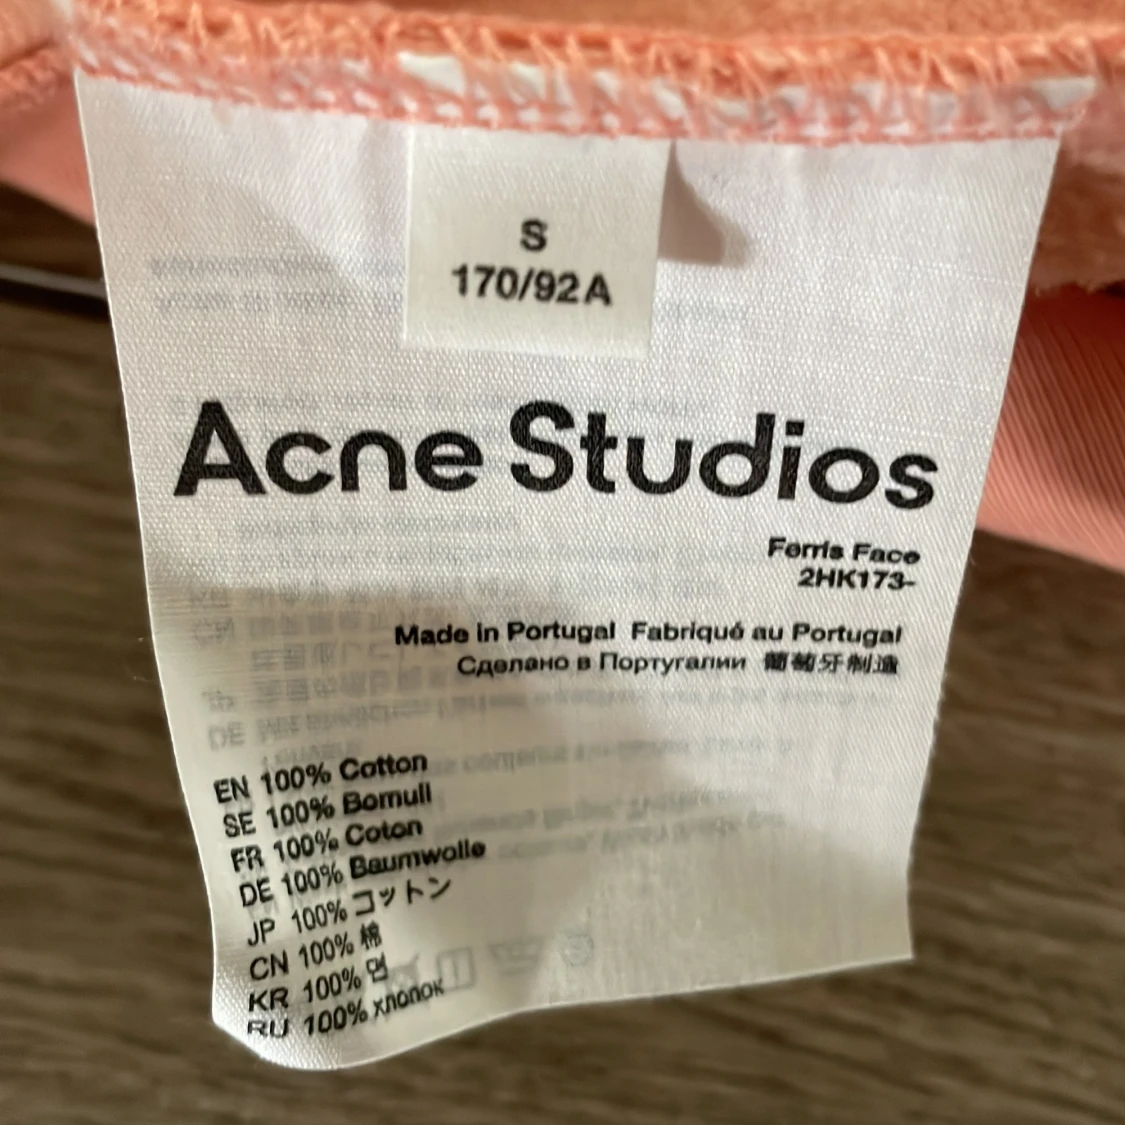 S
170/92A
Acne Studios
Ferris Face
2HK173-
Made in Portugal Fabriqué au Portugal
Сделано в Португалии 葡萄牙制造
EN 100% Cotton
SE 100% Bomull
FR 100% Coton
DE 100% Baumwolle
JP 100% コットン
CN 100% 棉
KR 100% 면
RU 100% хлопок